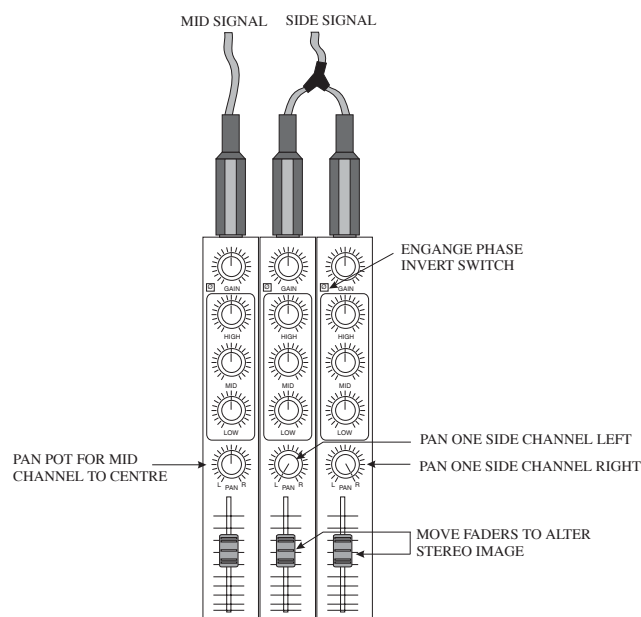 MID SIGNAL
SIDE SIGNAL
ENGANGE PHASE
INVERT SWITCH
GAIN
GAIN
GAIN
Ø
Ø
Ø
HIGH
HIGH
HIGH
MID
MID
MID
LOW
LOW
LOW
PAN POT FOR MID
CHANNEL TO CENTRE
L PAN R
L PAN R
L PAN R
PAN ONE SIDE CHANNEL LEFT
PAN ONE SIDE CHANNEL RIGHT
MOVE FADERS TO ALTER
STEREO IMAGE